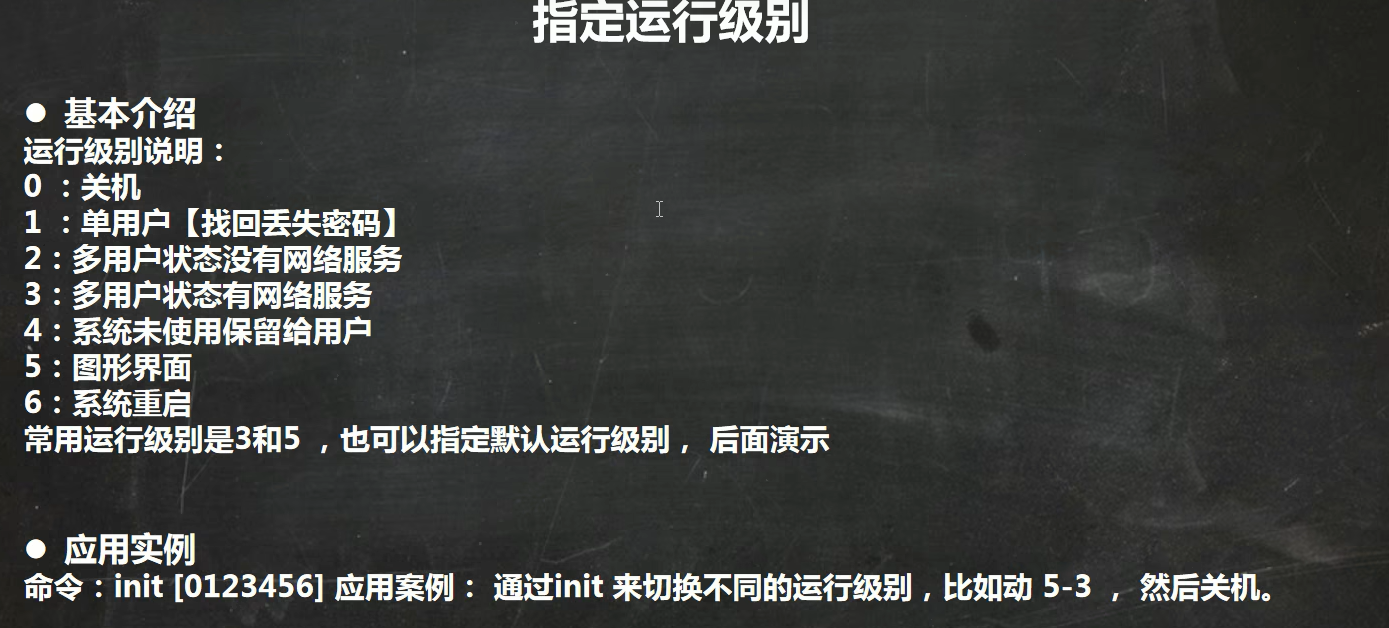 指定运行级别
● 基本介绍
运行级别说明：
0 ：关机
1 ：单用户【找回丢失密码】
2：多用户状态没有网络服务
3：多用户状态有网络服务
4：系统未使用保留给用户
5：图形界面
6：系统重启
常用运行级别是3和5 ，也可以指定默认运行级别， 后面演示
● 应用实例
命令：init [0123456] 应用案例： 通过init 来切换不同的运行级别，比如动 5-3 ， 然后关机。